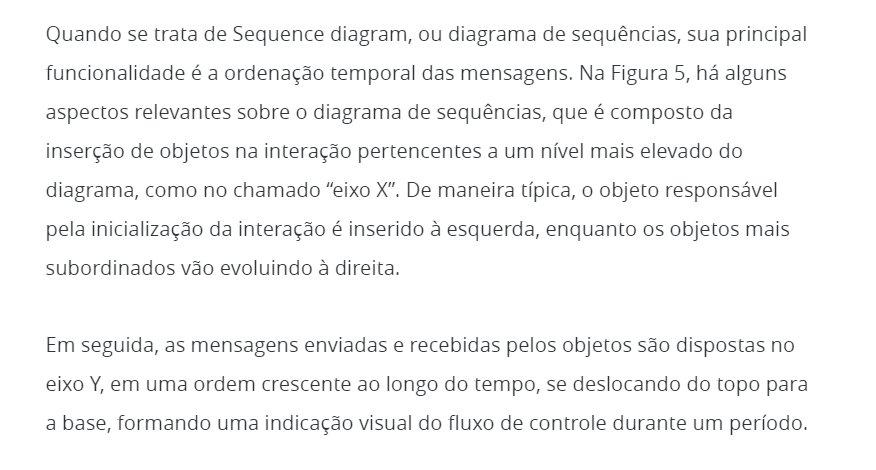 Quando se trata de Sequence diagram, ou diagrama de sequências, sua principal
funcionalidade é a ordenação temporal das mensagens. Na Figura 5, há alguns
aspectos relevantes sobre o diagrama de sequências, que é composto da
inserção de objetos na interação pertencentes a um nível mais elevado do
diagrama, como no chamado “eixo X”. De maneira típica, o objeto responsável
pela inicialização da interação é inserido à esquerda, enquanto os objetos mais
subordinados vão evoluindo à direita.
Em seguida, as mensagens enviadas e recebidas pelos objetos são dispostas no
eixo Y, em uma ordem crescente ao longo do tempo, se deslocando do topo para
a base, formando uma indicação visual do fluxo de controle durante um período.